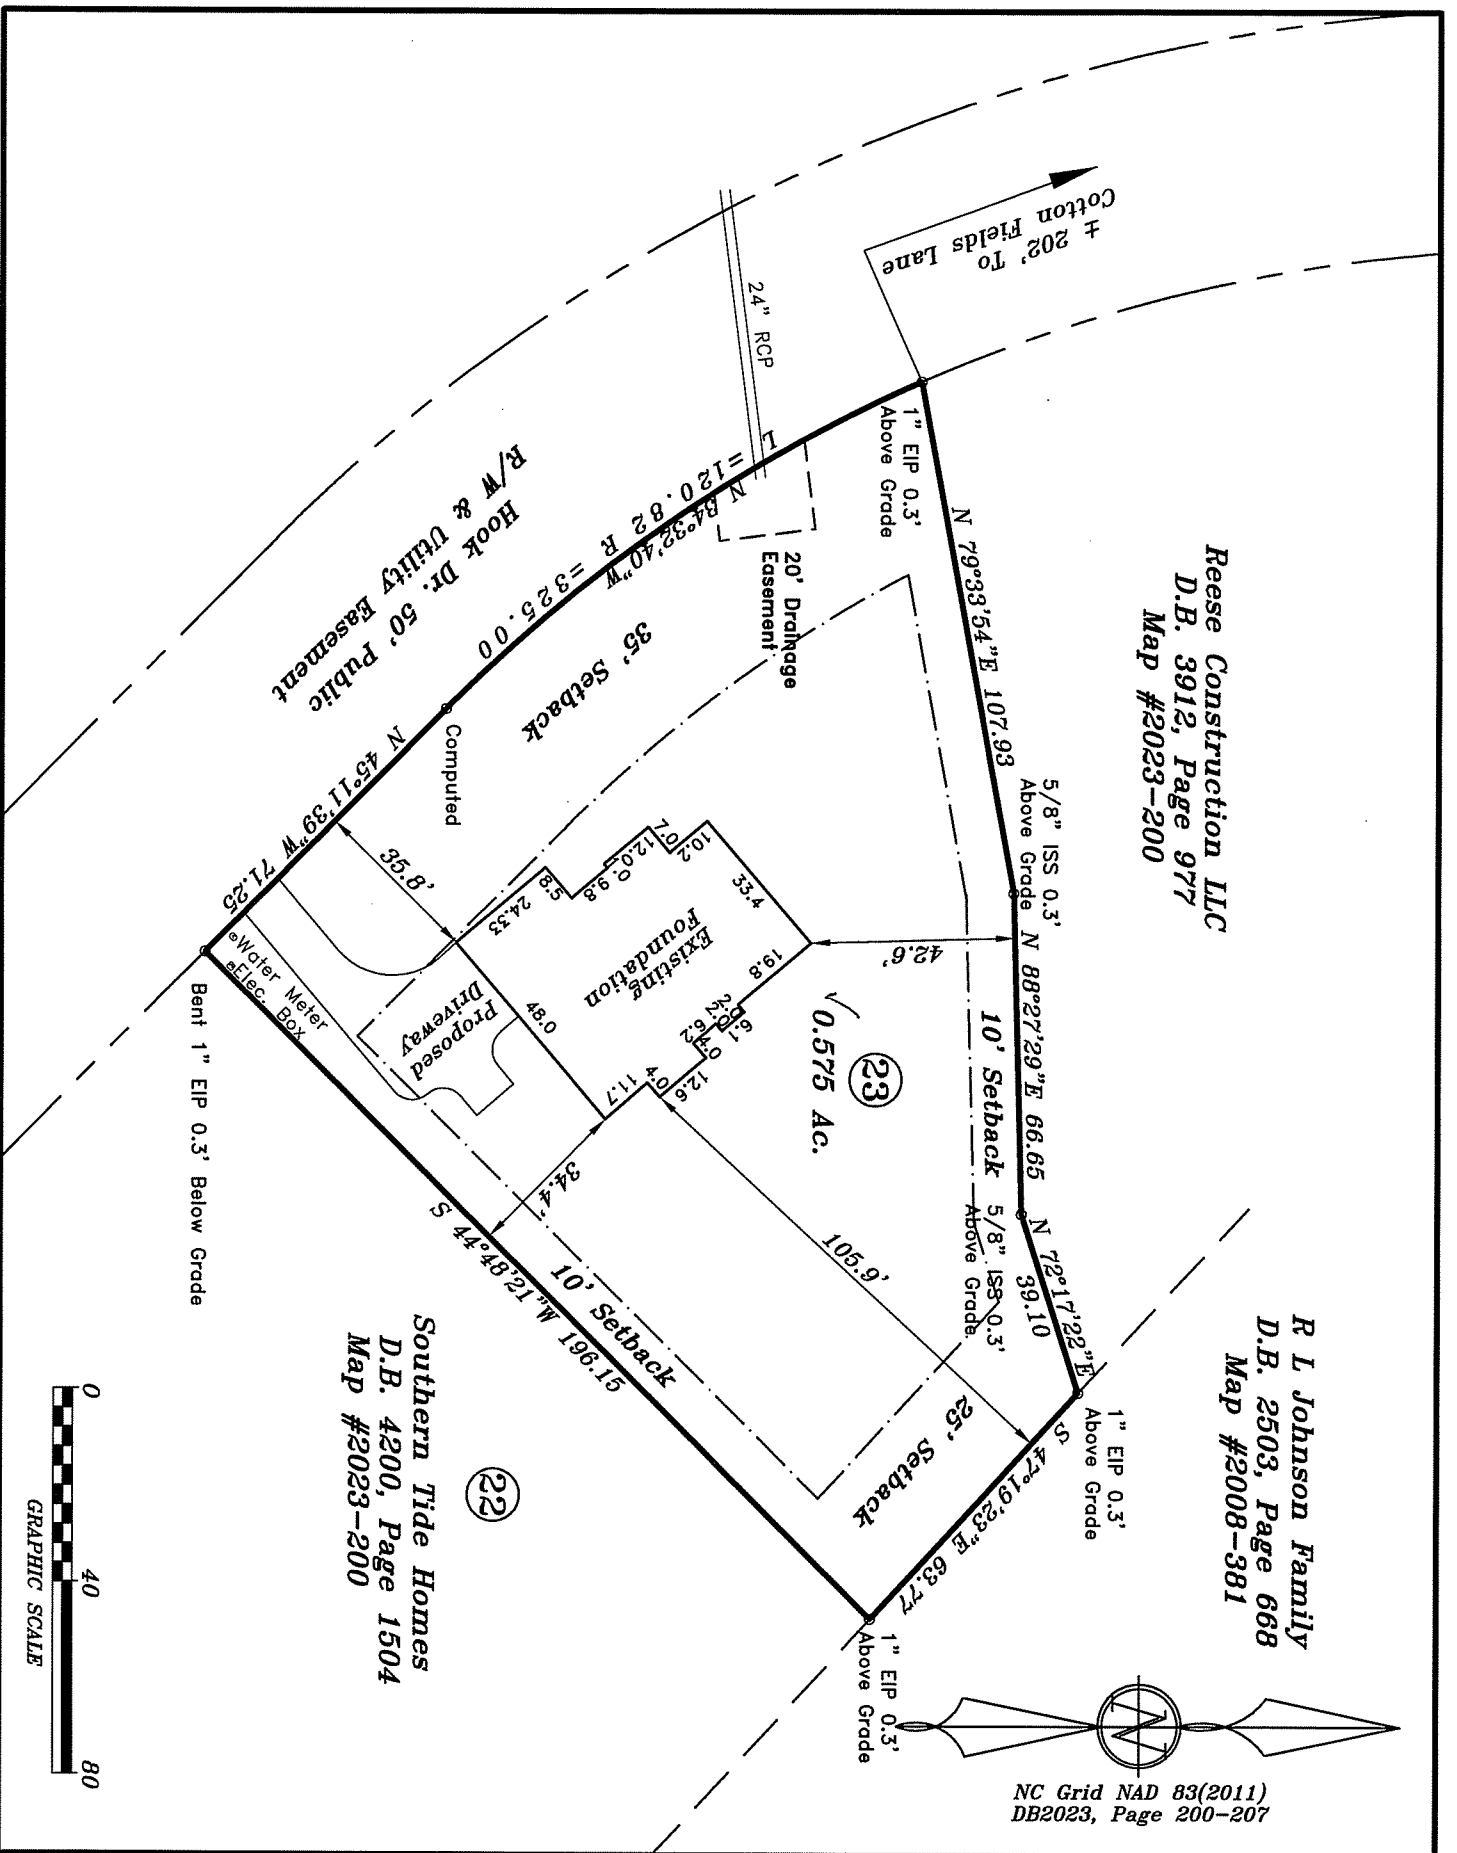 Reese Construction LLC
D.B. 3912, Page 977
Map #2023-200
R L Johnson Family
D.B. 2503, Page 668
Map #2008-381
± 202' To
Cotton Fields Lane
24" RCP
1" EIP 0.3'
Above Grade
N 79°33'54"E 107.93
5/8" ISS 0.3'
Above Grade
N 88°27'29"E 66.65
10' Setback
5/8" ISS 0.3'
Above Grade
N 72°17'22"E
39.10
1" EIP 0.3'
Above Grade
S 47°19'23"E 63.77
25' Setback
1" EIP 0.3'
Above Grade
L =120.82 R =325.00
N 34°32'40"W
20' Drainage
Easement
35' Setback
Hook Dr. 50' Public
R/W & Utility Easement
Computed
N 45°11'39"W 71.25
35.8'
42.6'
23
0.575 Ac.
Existing
Foundation
33.4
10.2
7.0
12.0
9.8
8.5
24.33
48.0
19.8
2.0
6.1
2.0
6.2
4.0
12.6
4.0
11.7
Proposed
Driveway
Water Meter
Elec. Box
Bent 1" EIP 0.3' Below Grade
34.4'
105.9'
S 44°48'21"W 196.15
10' Setback
Southern Tide Homes
D.B. 4200, Page 1504
Map #2023-200
22
N
NC Grid NAD 83(2011)
DB2023, Page 200-207
0 40 80
GRAPHIC SCALE